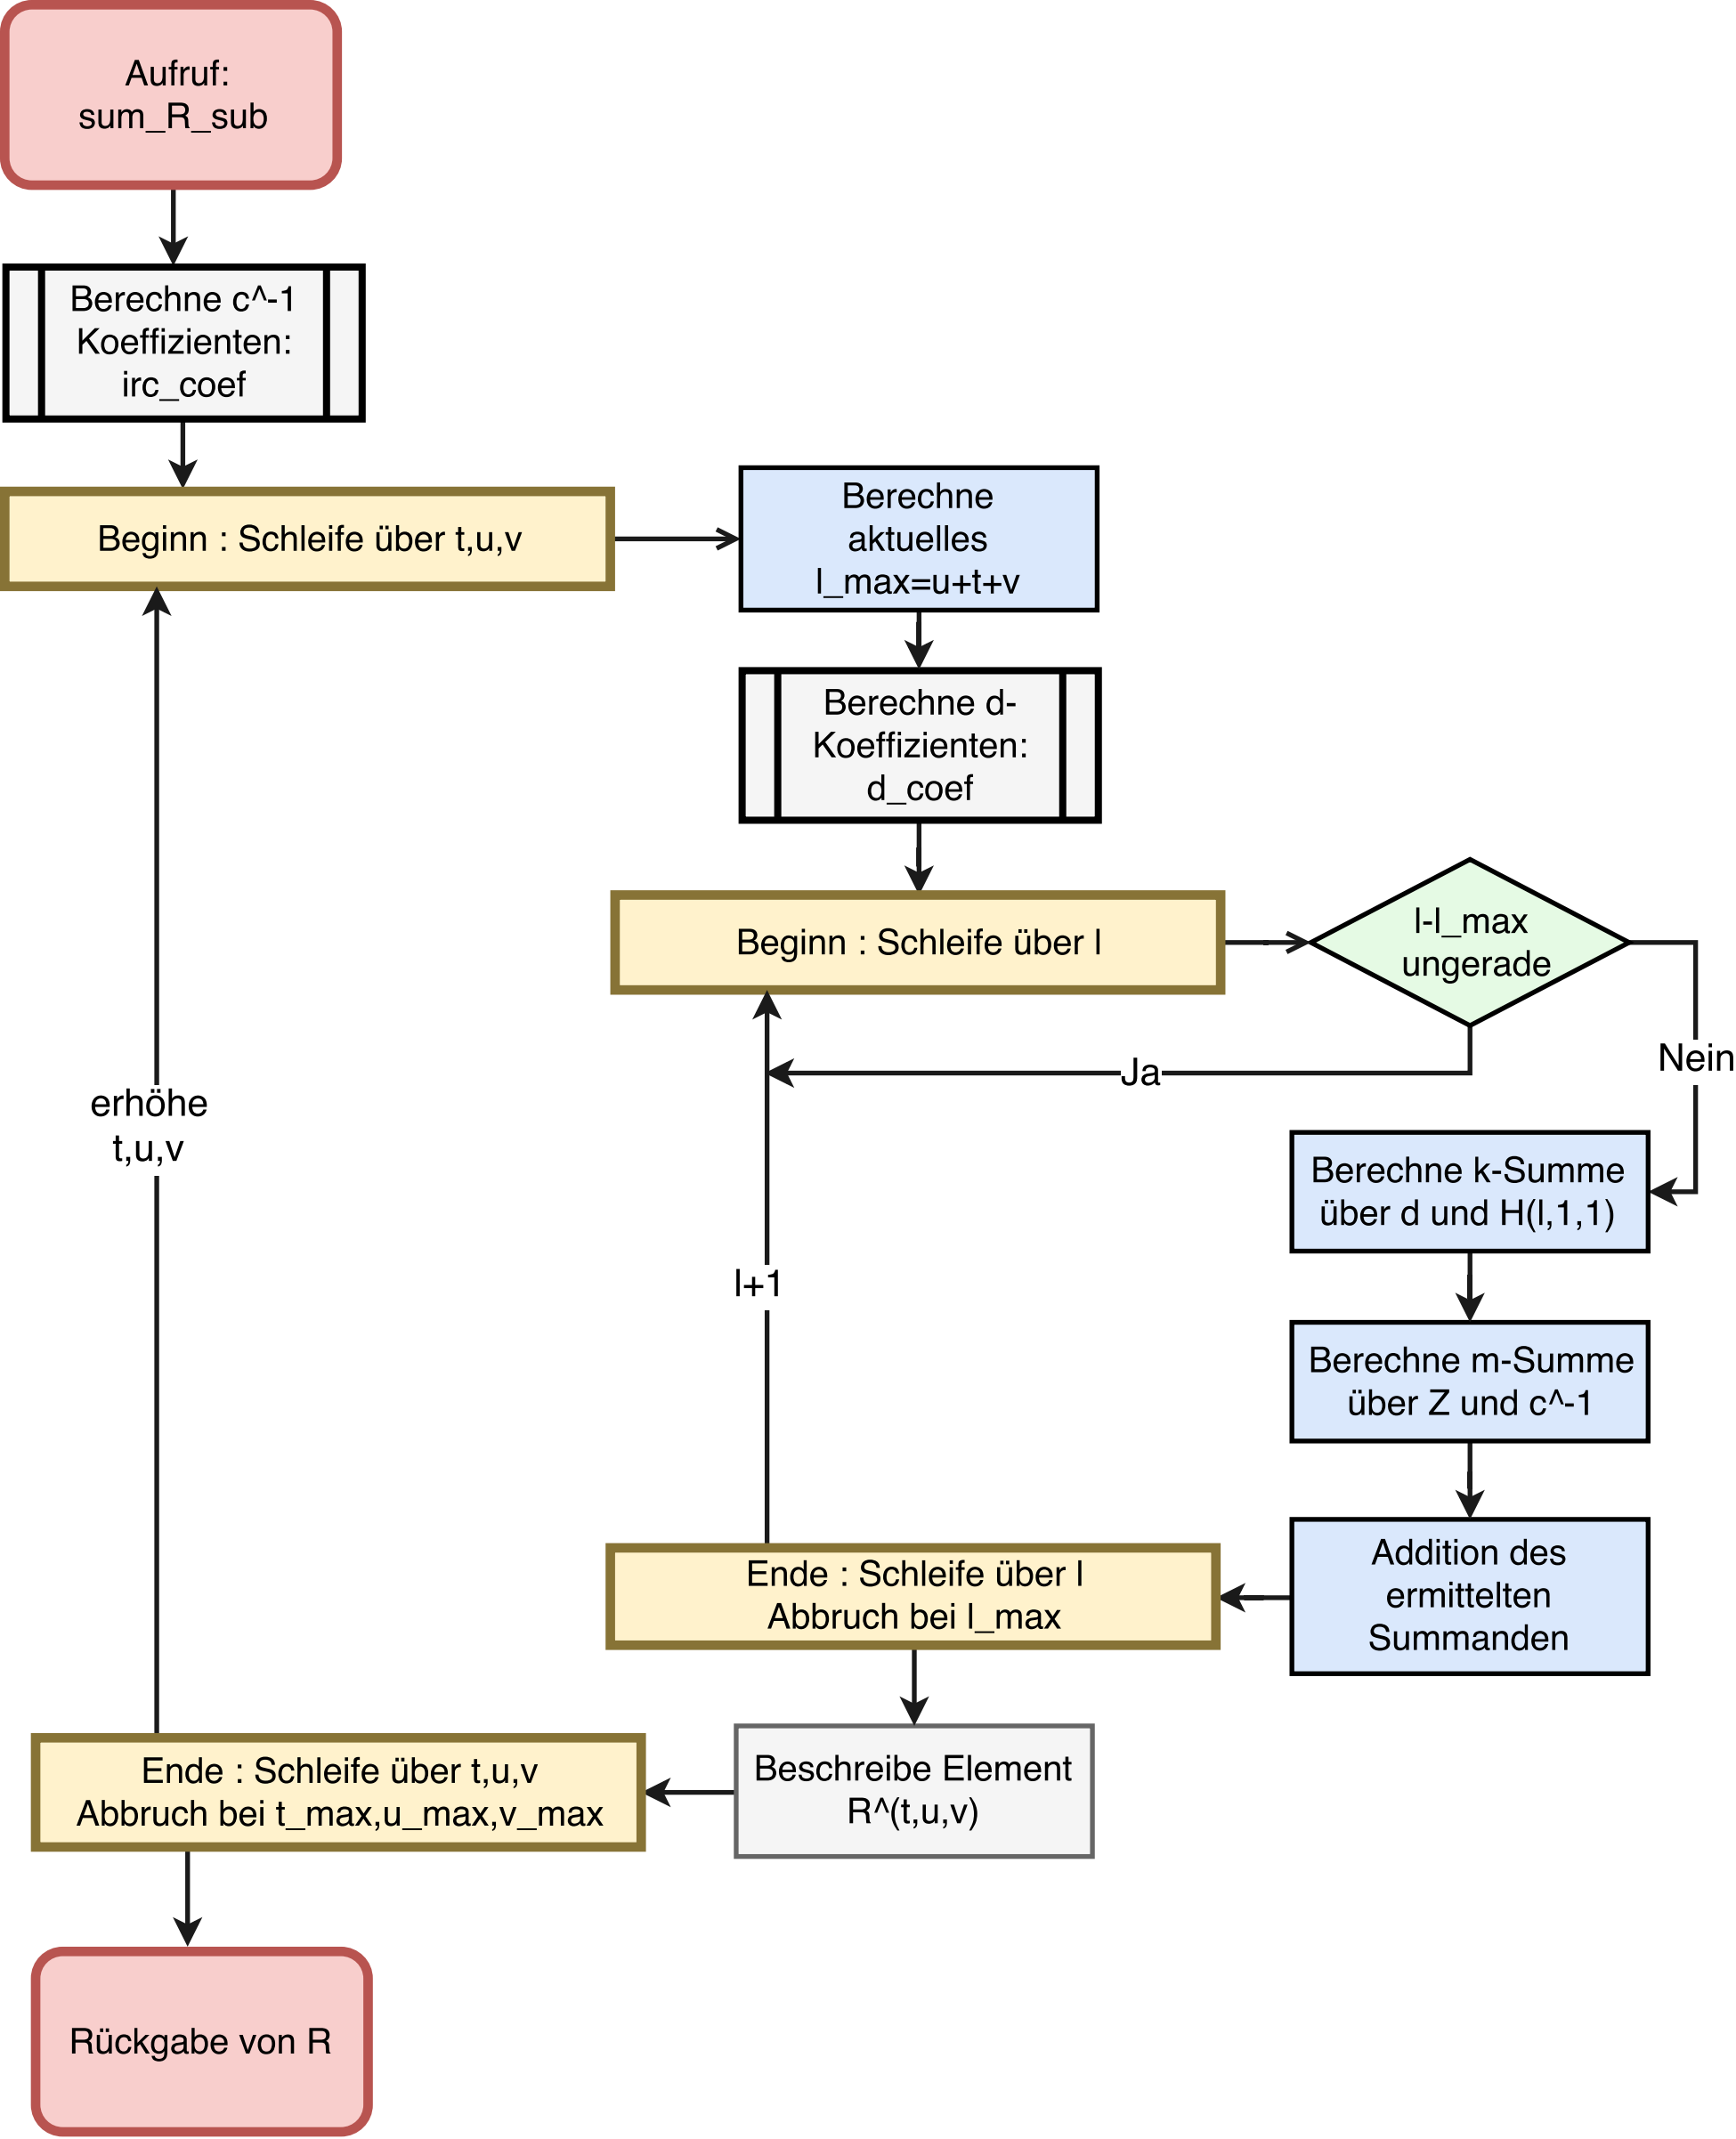 Aufruf:
sum_R_sub
Berechne c^-1
Koeffizienten:
irc_coef
Beginn : Schleife über t,u,v
Berechne
aktuelles
l_max=u+t+v
Berechne d-
Koeffizienten:
d_coef
Beginn : Schleife über l
l-l_max
ungerade
Ja
Nein
erhöhe
t,u,v
Berechne k-Summe
über d und H(l,1,1)
l+1
Berechne m-Summe
über Z und c^-1
Addition des
ermittelten
Summanden
Ende : Schleife über l
Abbruch bei l_max
Beschreibe Element
R^(t,u,v)
Ende : Schleife über t,u,v
Abbruch bei t_max,u_max,v_max
Rückgabe von R